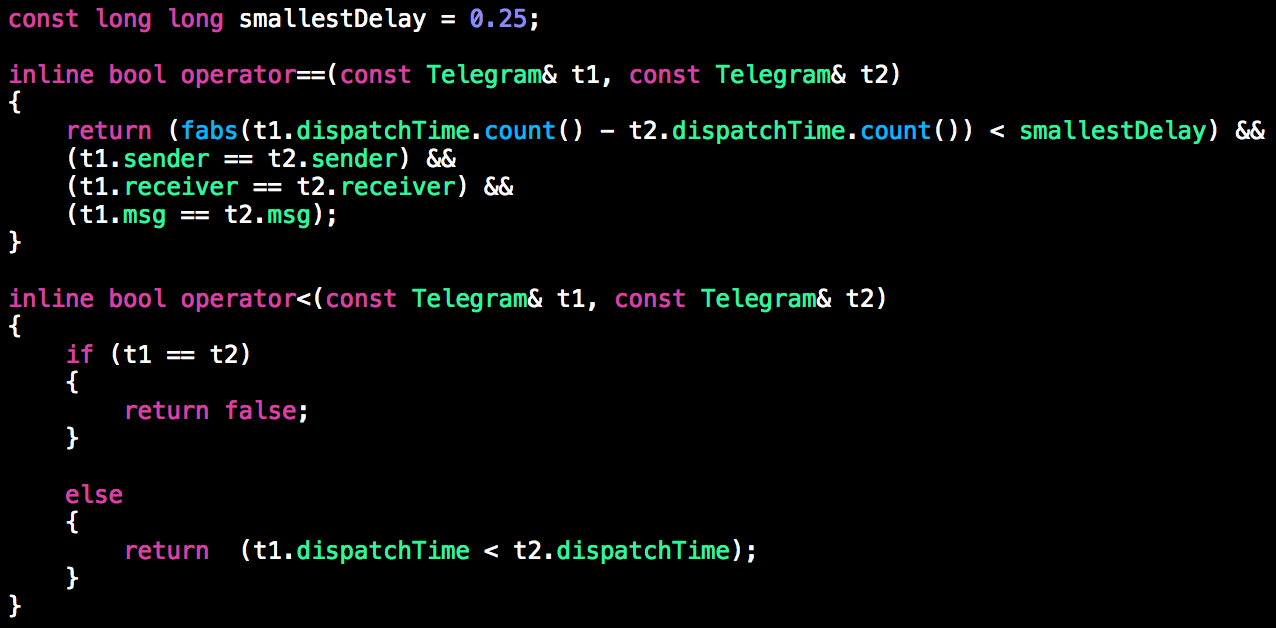 const long long smallestDelay = 0.25;
inline bool operator==(const Telegram& t1, const Telegram& t2)
{
return (fabs(t1.dispatchTime.count() - t2.dispatchTime.count()) < smallestDelay) &&
(t1.sender == t2.sender) &&
(t1.receiver == t2.receiver) &&
(t1.msg == t2.msg);
}
inline bool operator<(const Telegram& t1, const Telegram& t2)
{
if (t1 == t2)
{
return false;
}
else
{
return  (t1.dispatchTime < t2.dispatchTime);
}
}